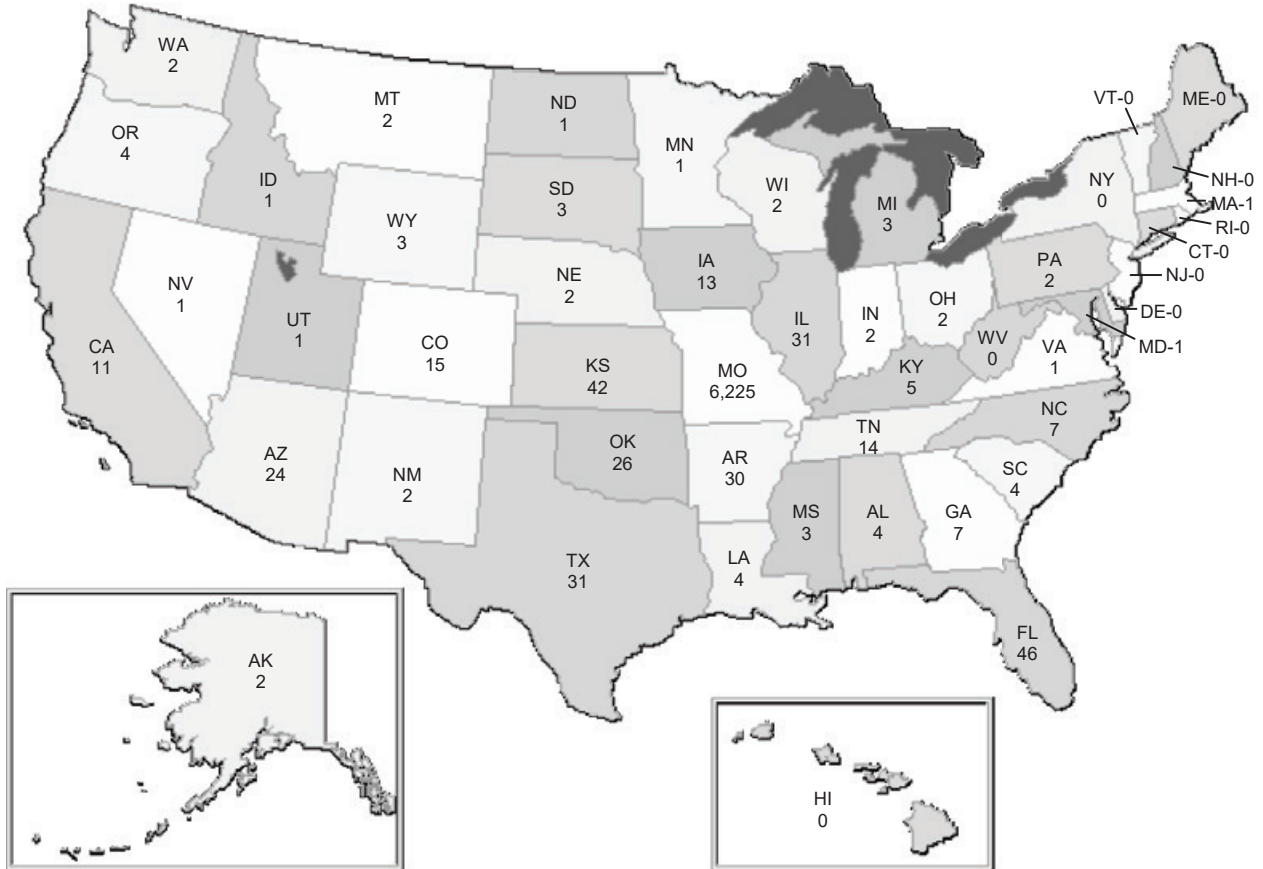 WA
2
OR
4
CA
11
ID
1
NV
1
MT
2
WY
3
UT
1
AZ
24
CO
15
NM
2
ND
1
SD
3
NE
2
KS
42
OK
26
TX
31
MN
1
IA
13
MO
6,225
AR
30
LA
4
WI
2
IL
31
MI
3
IN
2
OH
2
KY
5
TN
14
MS
3
AL
4
GA
7
FL
46
SC
4
NC
7
VA
1
WV
0
PA
2
NY
0
VT-0
ME-0
NH-0
MA-1
RI-0
CT-0
NJ-0
DE-0
MD-1
AK
2
HI
0